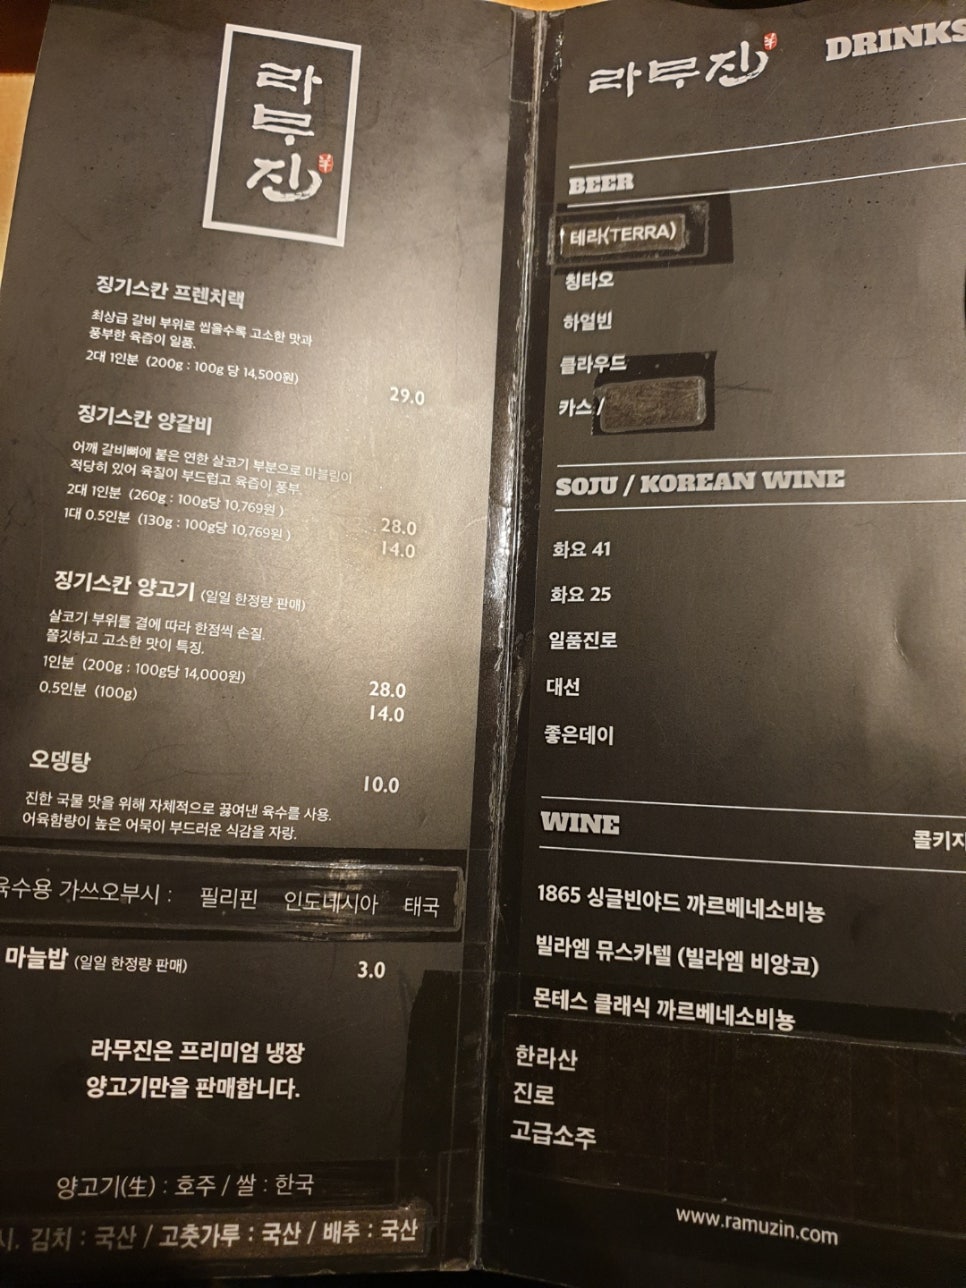 라
무
진
징기스칸 프렌치랙
최상급 갈비 부위로 씹을수록 고소한 맛과
풍부한 육즙이 일품.
2대 1인분 (200g : 100g 당 14,500원)
29.0
징기스칸 양갈비
어깨 갈비뼈에 붙은 연한 살코기 부분으로 마블링이
적당히 있어 육질이 부드럽고 육즙이 풍부.
2대 1인분 (260g : 100g당 10,769원 )
28.0
1대 0.5인분 (130g : 100g당 10,769원 )
14.0
징기스칸 양고기 (일일 한정량 판매)
살코기 부위를 결에 따라 한점씩 손질.
쫄깃하고 고소한 맛이 특징.
1인분 (200g : 100g당 14,000원)
28.0
0.5인분 (100g)
14.0
오뎅탕
10.0
진한 국물 맛을 위해 자체적으로 끓여낸 육수를 사용.
어육함량이 높은 어묵이 부드러운 식감을 자랑.
육수용 가쓰오부시 : 필리핀 인도네시아 태국
마늘밥 (일일 한정량 판매) 3.0
라무진은 프리미엄 냉장
양고기만을 판매합니다.
양고기(生) : 호주 / 쌀 : 한국
시. 김치 : 국산 / 고춧가루 : 국산 / 배추 : 국산
라무진 DRINKS
BEER
테라(TERRA)
칭타오
하얼빈
클라우드
카스 /
SOJU / KOREAN WINE
화요 41
화요 25
일품진로
대선
좋은데이
WINE
콜키지
1865 싱글빈야드 까르베네소비뇽
빌라엠 뮤스카텔 (빌라엠 비앙코)
몬테스 클래식 까르베네소비뇽
한라산
진로
고급소주
www.ramuzin.com